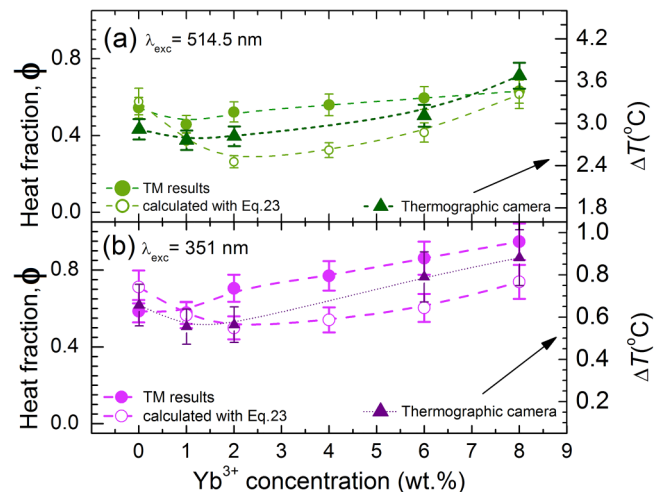 (a) λexc = 514.5 nm
Heat fraction, ϕ
0.8
0.4
0.0
4.2
3.6
3.0
2.4
1.8
ΔT(°C)
TM results
calculated with Eq.23
Thermographic camera
(b) λexc = 351 nm
Heat fraction, ϕ
0.8
0.4
0.0
1.0
0.8
0.6
0.4
0.2
ΔT(°C)
TM results
calculated with Eq.23
Thermographic camera
0 1 2 3 4 5 6 7 8 9
Yb³⁺ concentration (wt.%)